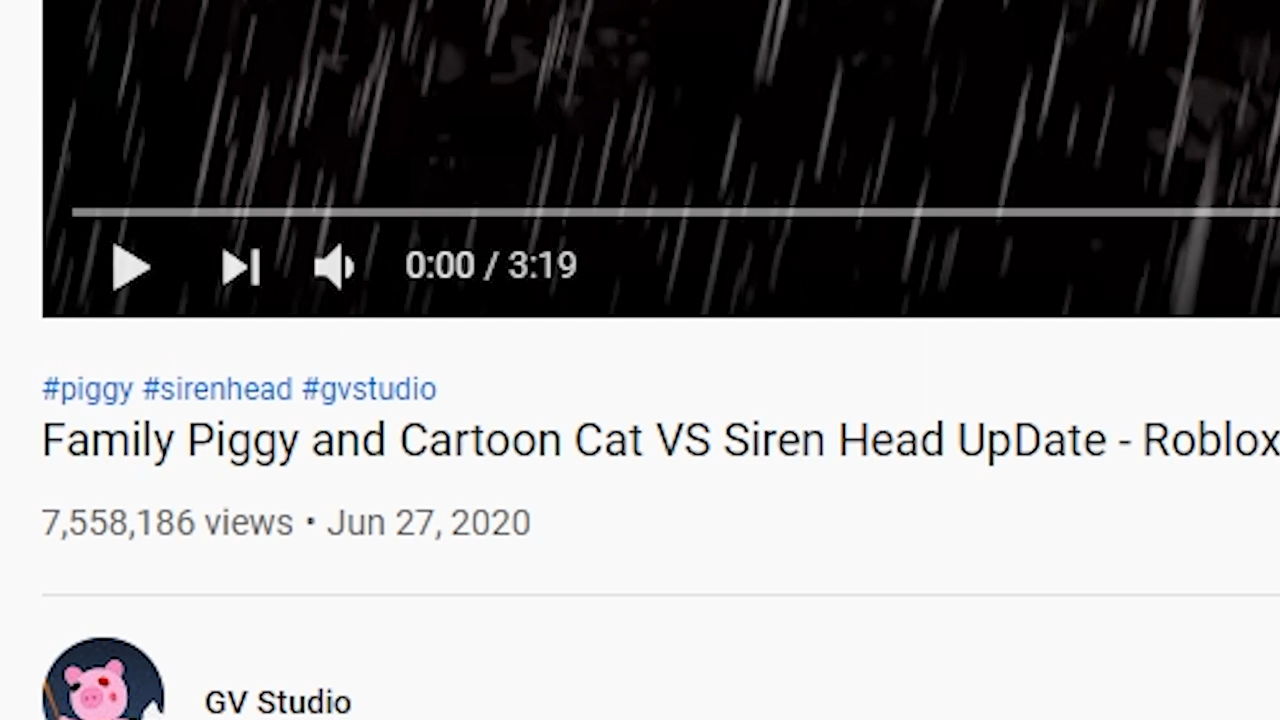 0:00 / 3:19
#piggy #sirenhead #gvstudio
Family Piggy and Cartoon Cat VS Siren Head UpDate - Roblox
7,558,186 views • Jun 27, 2020
GV Studio